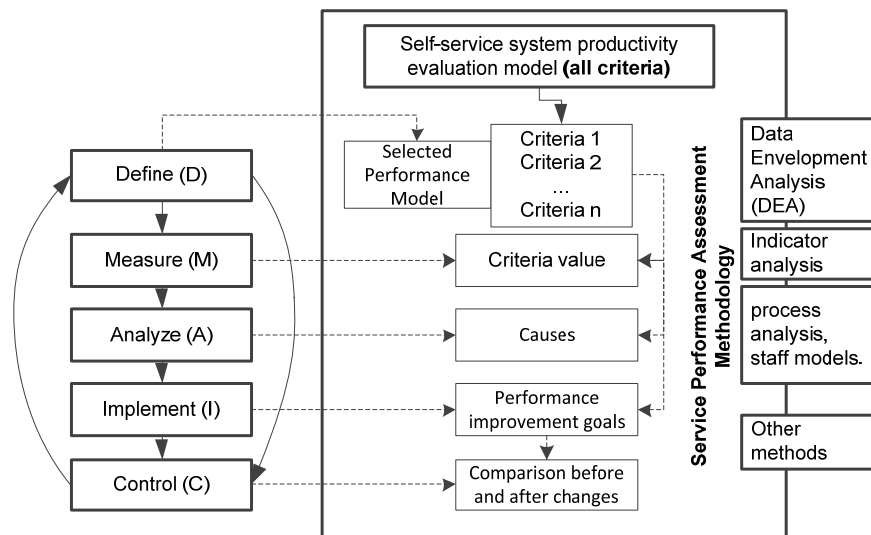 Self-service system productivity
evaluation model (all criteria)
Selected
Performance
Model
Criteria 1
Criteria 2
...
Criteria n
Define (D)
Measure (M)
Analyze (A)
Implement (I)
Control (C)
Criteria value
Causes
Performance
improvement goals
Comparison before
and after changes
Service Performance Assessment
Methodology
Data
Envelopment
Analysis
(DEA)
Indicator
analysis
process
analysis,
staff models.
Other
methods